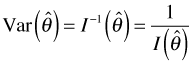 Var(θ̂) = I⁻¹(θ̂) = 1 / I(θ̂)